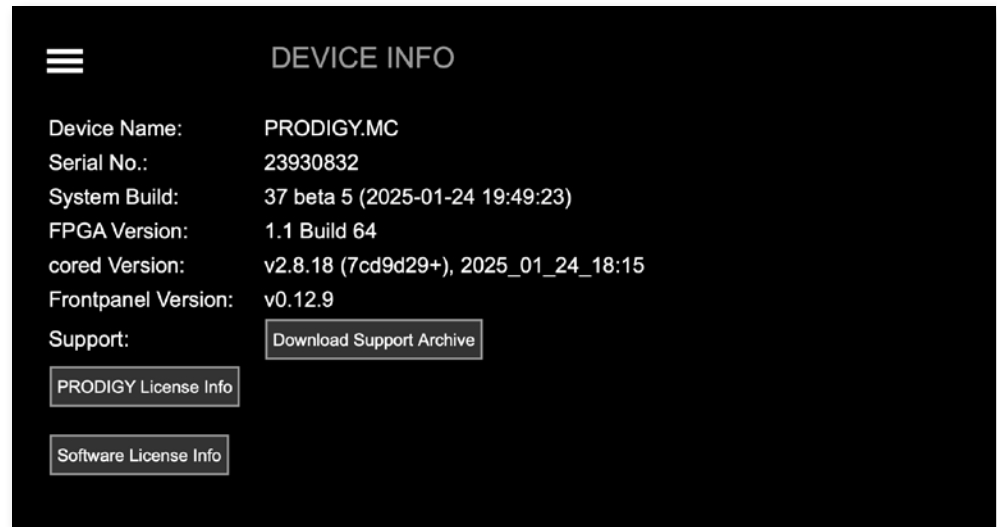 DEVICE INFO
Device Name: PRODIGY.MC
Serial No.: 23930832
System Build: 37 beta 5 (2025-01-24 19:49:23)
FPGA Version: 1.1 Build 64
cored Version: v2.8.18 (7cd9d29+), 2025_01_24_18:15
Frontpanel Version: v0.12.9
Support: Download Support Archive
PRODIGY License Info
Software License Info